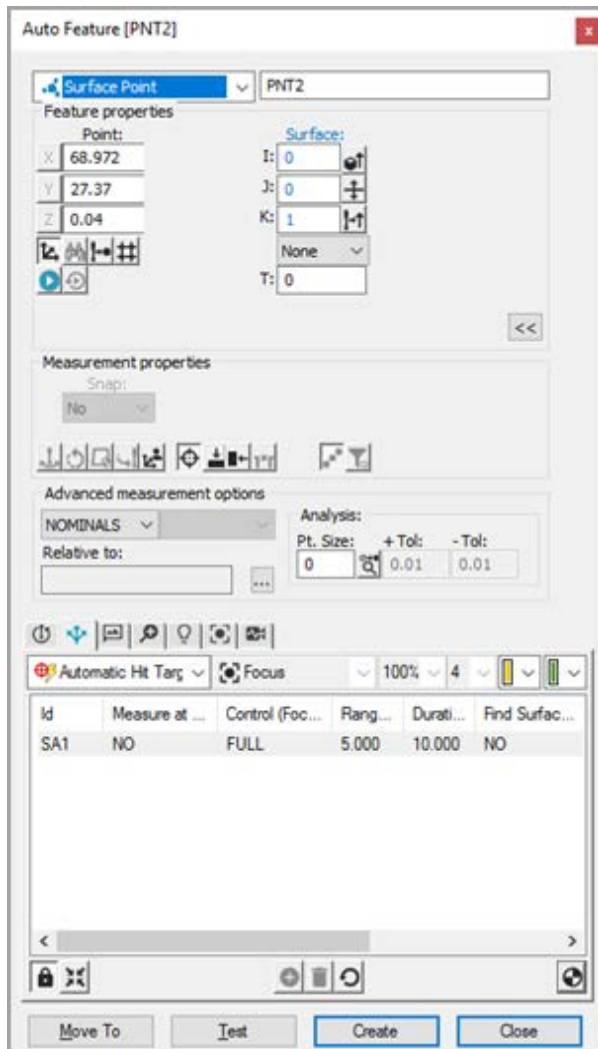 Auto Feature [PNT2]
x
Surface Point PNT2
Feature properties
Point: Surface:
X 68.972 I: 0
Y 27.37 J: 0
Z 0.04 K: 1
None
T: 0
<<
Measurement properties
Snap:
No
Advanced measurement options
NOMINALS
Analysis:
Pt. Size: +Tol: -Tol:
Relative to: 0 0.01 0.01
...
Automatic Hit Targ Focus 100% 4
Id Measure at ... Control (Foc... Rang... Durati... Find Surfac...
SA1 NO FULL 5.000 10.000 NO
< >
Move To Test Create Close